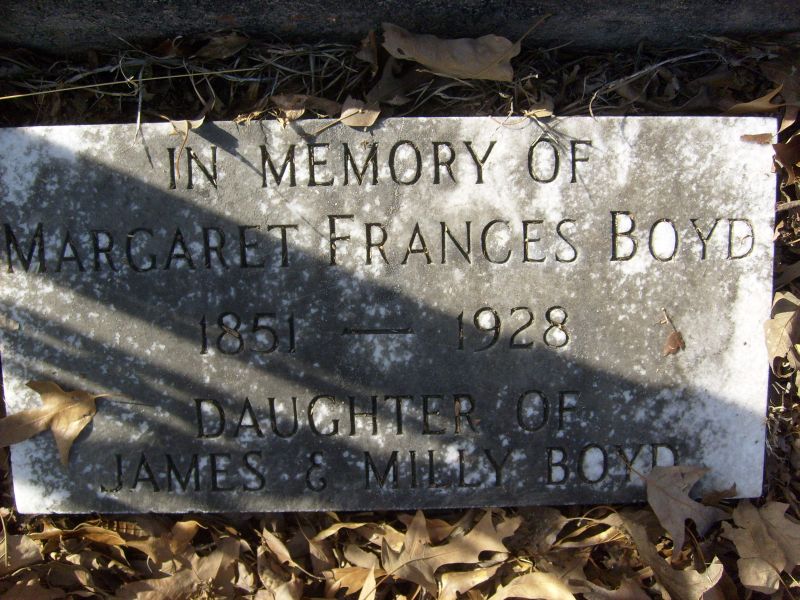 IN MEMORY OF
MARGARET FRANCES BOYD
1851 — 1928
DAUGHTER OF
JAMES & MILLY BOYD